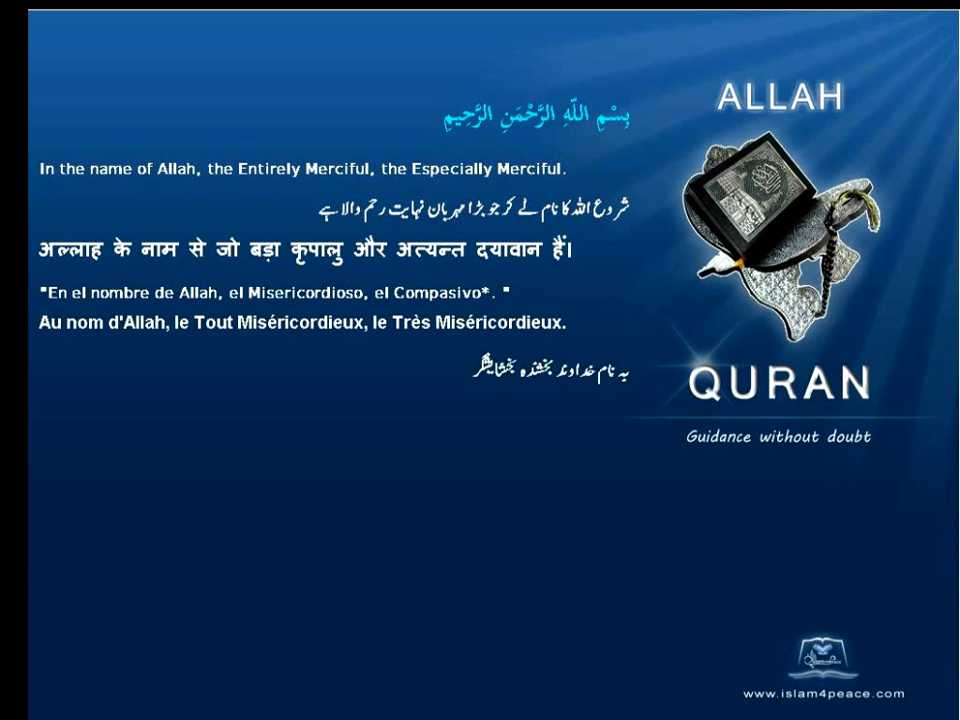 بِسْمِ اللّهِ الرَّحْمَنِ الرَّحِيمِ
In the name of Allah, the Entirely Merciful, the Especially Merciful.
شروع اللہ کا نام لے کر جو بڑا مہربان نہایت رحم والا ہے
अल्लाह के नाम से जो बड़ा कृपालु और अत्यन्त दयावान हैं।
"En el nombre de Allah, el Misericordioso, el Compasivo*. "
Au nom d'Allah, le Tout Miséricordieux, le Très Miséricordieux.
به نام خداوند بخشنده بخشایشگر
ALLAH
QURAN
Guidance without doubt
www.islam4peace.com